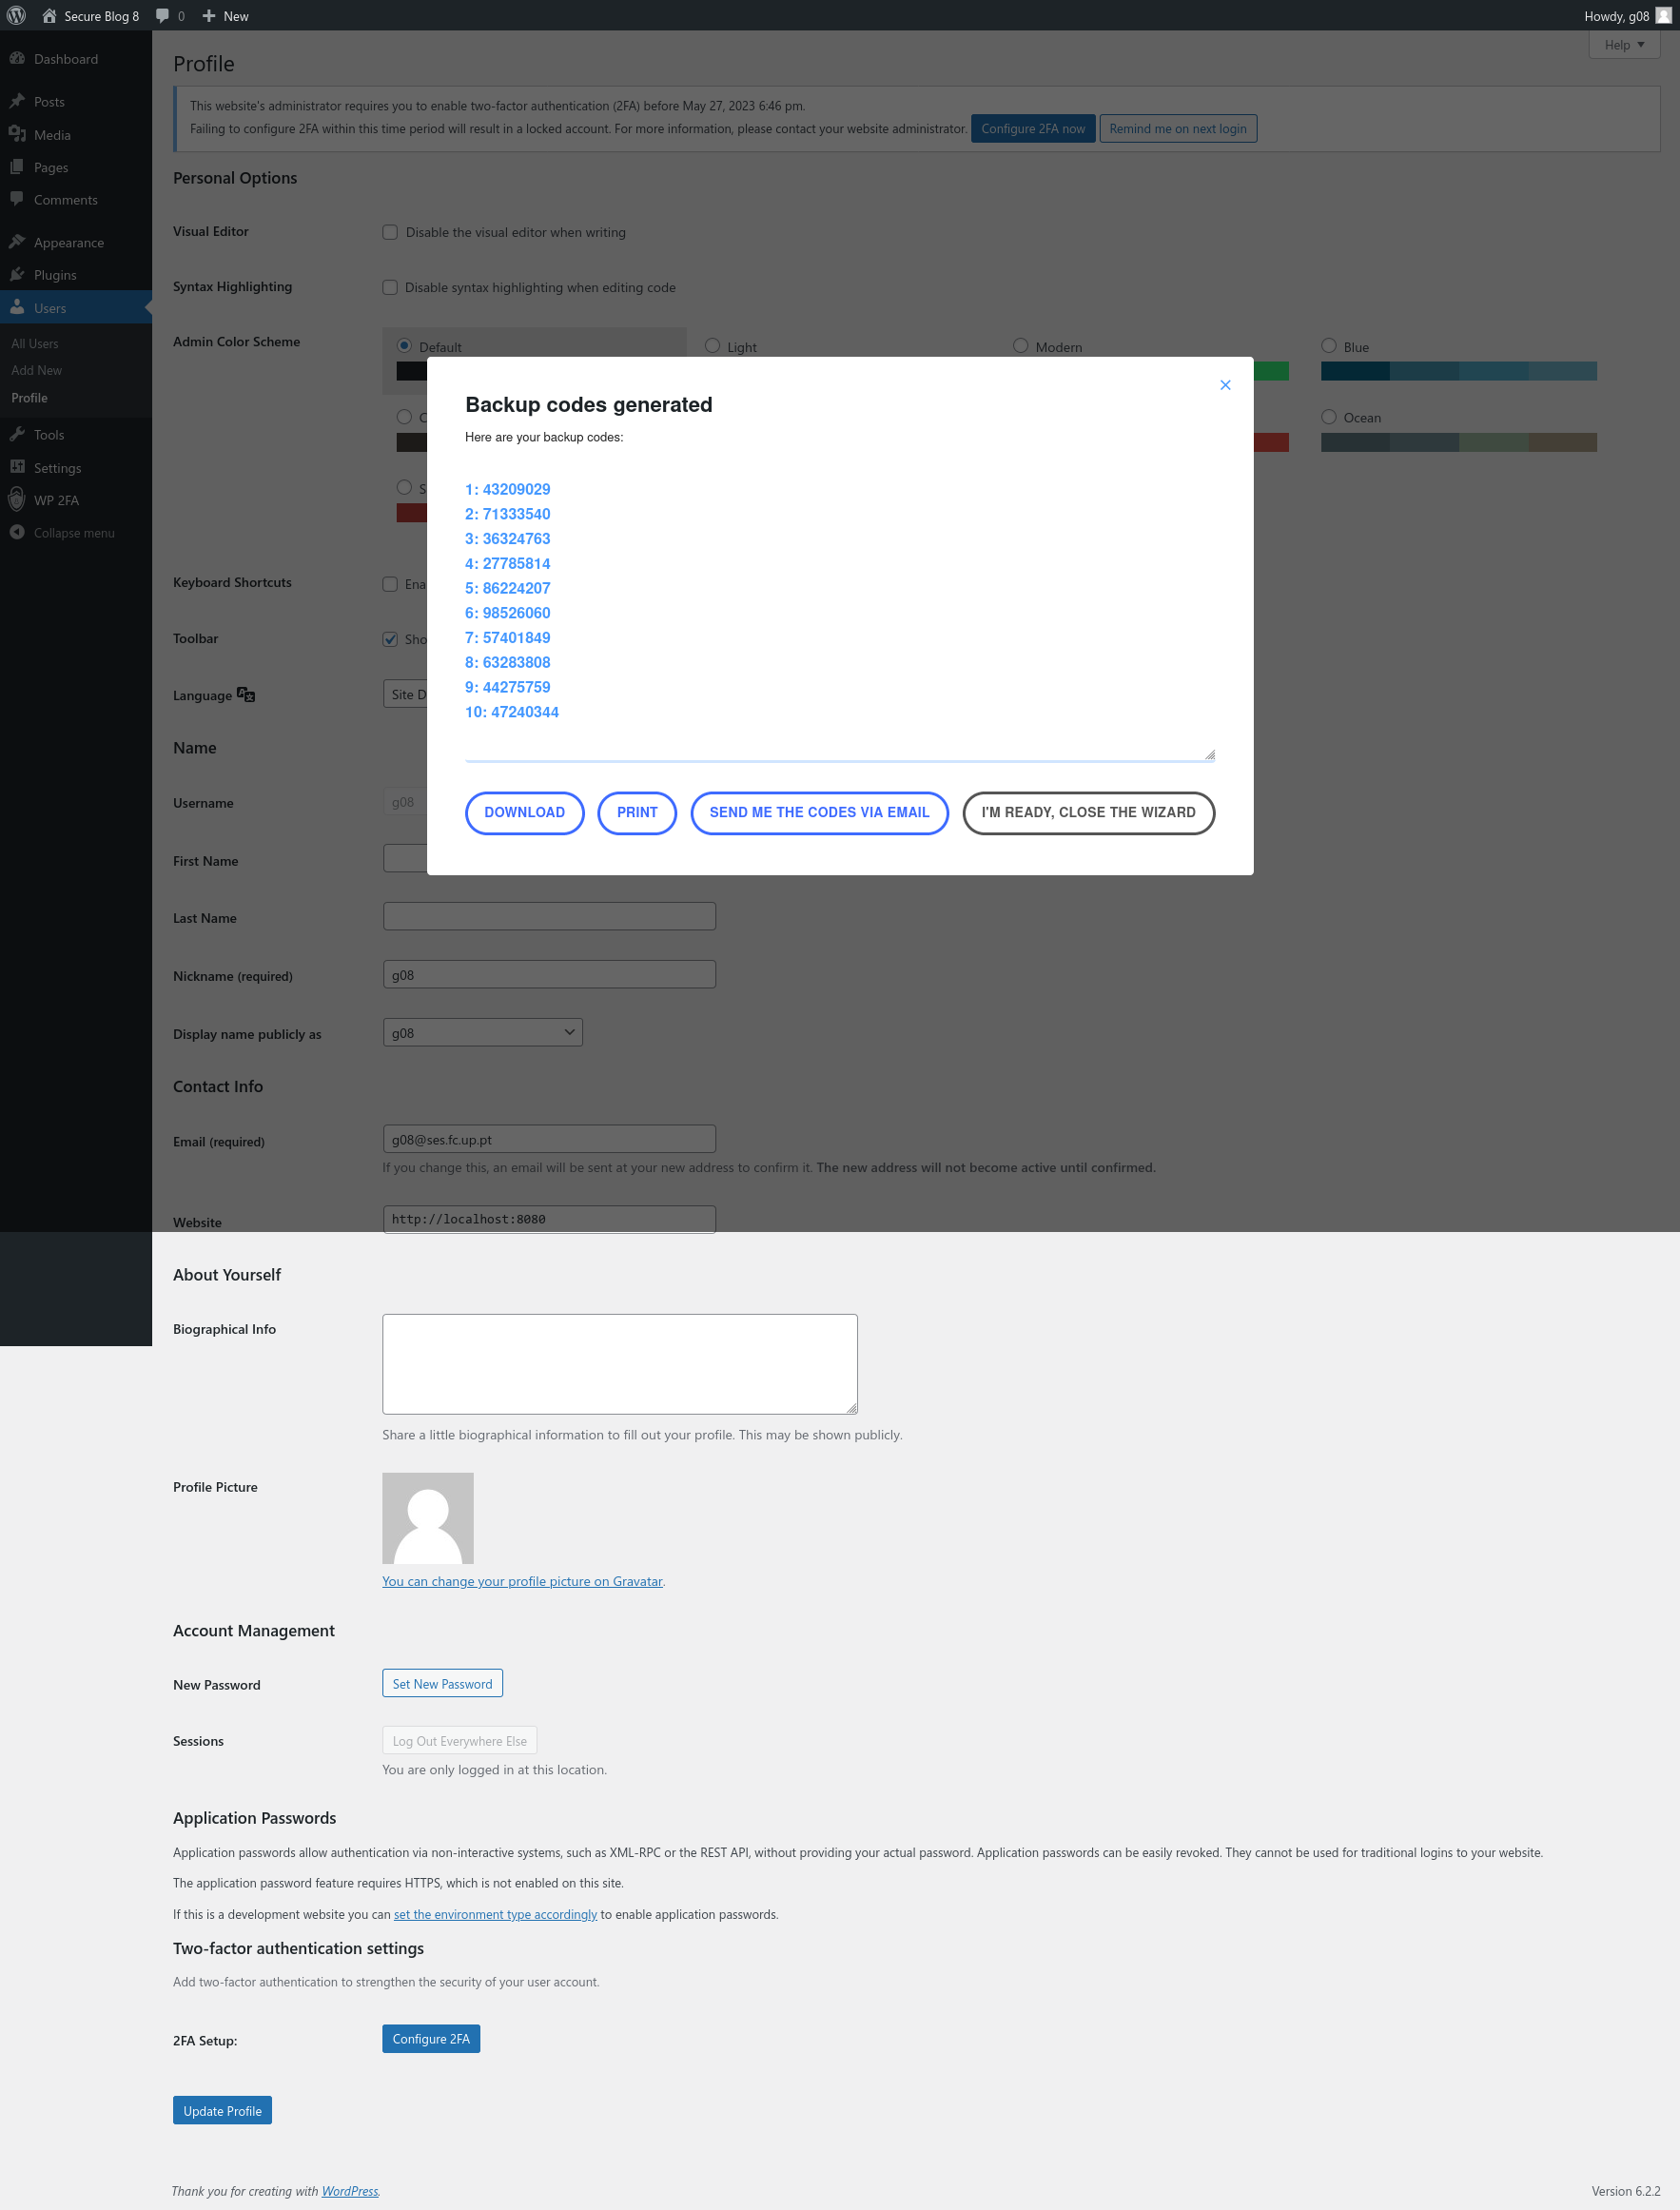 Secure Blog 8 0 New Howdy, g08
Help
Dashboard
Posts
Media
Pages
Comments
Appearance
Plugins
Users
All Users
Add New
Profile
Tools
Settings
WP 2FA
Collapse menu
Profile
This website's administrator requires you to enable two-factor authentication (2FA) before May 27, 2023 6:46 pm.
Failing to configure 2FA within this time period will result in a locked account. For more information, please contact your website administrator. Configure 2FA now Remind me on next login
Personal Options
Visual Editor Disable the visual editor when writing
Syntax Highlighting Disable syntax highlighting when editing code
Admin Color Scheme Default Light Modern Blue
C Ocean
S
Backup codes generated
Here are your backup codes:
1: 43209029
2: 71333540
3: 36324763
4: 27785814
5: 86224207
6: 98526060
7: 57401849
8: 63283808
9: 44275759
10: 47240344
DOWNLOAD PRINT SEND ME THE CODES VIA EMAIL I'M READY, CLOSE THE WIZARD
Keyboard Shortcuts Ena
Toolbar Sho
Language Site D
Name
Username g08
First Name
Last Name
Nickname (required) g08
Display name publicly as g08
Contact Info
Email (required) g08@ses.fc.up.pt
If you change this, an email will be sent at your new address to confirm it. The new address will not become active until confirmed.
Website http://localhost:8080
About Yourself
Biographical Info
Share a little biographical information to fill out your profile. This may be shown publicly.
Profile Picture
You can change your profile picture on Gravatar.
Account Management
New Password Set New Password
Sessions Log Out Everywhere Else
You are only logged in at this location.
Application Passwords
Application passwords allow authentication via non-interactive systems, such as XML-RPC or the REST API, without providing your actual password. Application passwords can be easily revoked. They cannot be used for traditional logins to your website.
The application password feature requires HTTPS, which is not enabled on this site.
If this is a development website you can set the environment type accordingly to enable application passwords.
Two-factor authentication settings
Add two-factor authentication to strengthen the security of your user account.
2FA Setup: Configure 2FA
Update Profile
Thank you for creating with WordPress. Version 6.2.2